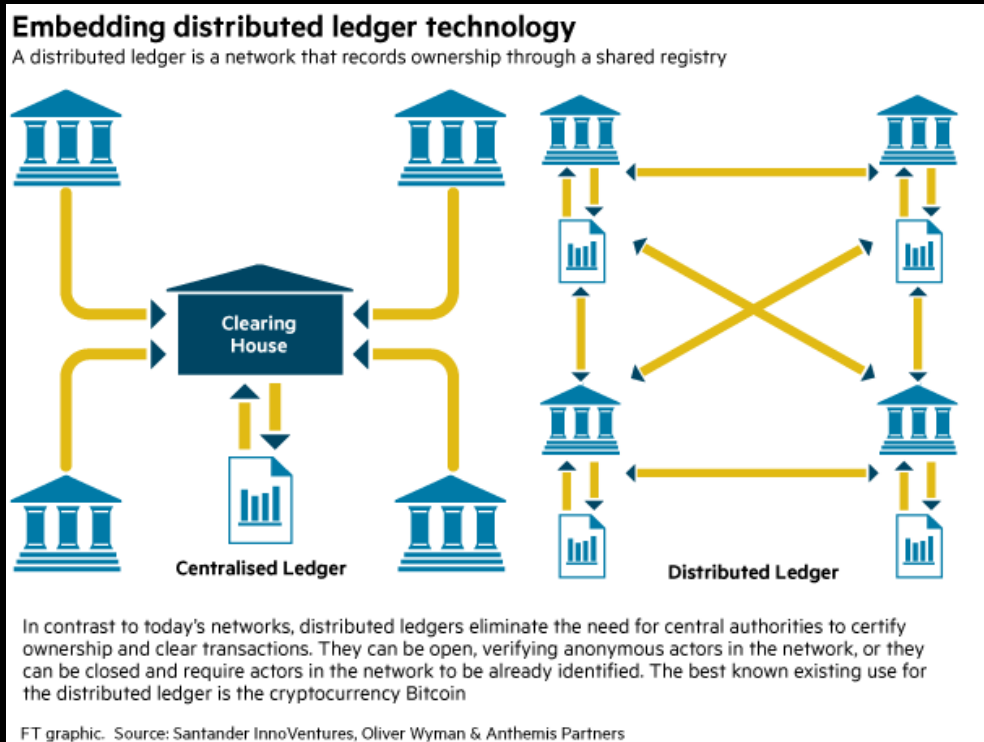 Embedding distributed ledger technology
A distributed ledger is a network that records ownership through a shared registry
Clearing
House
Centralised Ledger
Distributed Ledger
In contrast to today's networks, distributed ledgers eliminate the need for central authorities to certify
ownership and clear transactions. They can be open, verifying anonymous actors in the network, or they
can be closed and require actors in the network to be already identified. The best known existing use for
the distributed ledger is the cryptocurrency Bitcoin
FT graphic. Source: Santander InnoVentures, Oliver Wyman & Anthemis Partners